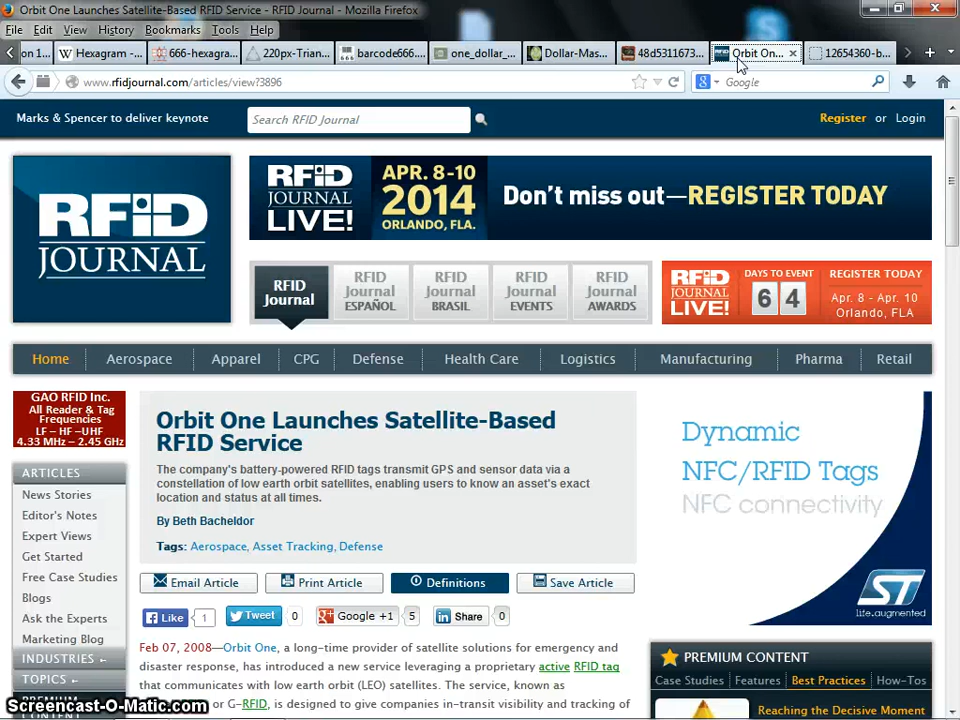 Orbit One Launches Satellite-Based RFID Service - RFID Journal - Mozilla Firefox
File Edit View History Bookmarks Tools Help
on 1... Hexagram -... 666-hexagra... 220px-Trian... barcode666.... one_dollar_... Dollar-Mas... 48d5311673... Orbit On... 12654360-b...
www.rfidjournal.com/articles/view?3896
Google
Marks & Spencer to deliver keynote
Search RFID Journal
Register or Login
RFiD
JOURNAL
RFiD
JOURNAL
LIVE!
APR. 8-10
2014
ORLANDO, FLA.
Don't miss out—REGISTER TODAY
RFID
Journal
RFID
Journal
ESPAÑOL
RFID
Journal
BRASIL
RFID
Journal
EVENTS
RFID
Journal
AWARDS
RFiD
JOURNAL
LIVE!
DAYS TO EVENT
6 4
REGISTER TODAY
Apr. 8 - Apr. 10
Orlando, FLA
Home Aerospace Apparel CPG Defense Health Care Logistics Manufacturing Pharma Retail
GAO RFID Inc.
All Reader & Tag
Frequencies
LF – HF –UHF
4.33 MHz – 2.45 GHz
ARTICLES
News Stories
Editor's Notes
Expert Views
Get Started
Free Case Studies
Blogs
Ask the Experts
Marketing Blog
INDUSTRIES
TOPICS
PREMIUM
CONTENT
Orbit One Launches Satellite-Based
RFID Service
The company's battery-powered RFID tags transmit GPS and sensor data via a
constellation of low earth orbit satellites, enabling users to know an asset's exact
location and status at all times.
By Beth Bacheldor
Tags: Aerospace, Asset Tracking, Defense
Email Article Print Article Definitions Save Article
Like 1 Tweet 0 Google +1 5 Share 0
Feb 07, 2008—Orbit One, a long-time provider of satellite solutions for emergency and
disaster response, has introduced a new service leveraging a proprietary active RFID tag
that communicates with low earth orbit (LEO) satellites. The service, known as
or G-RFID, is designed to give companies in-transit visibility and tracking of
Dynamic
NFC/RFID Tags
NFC connectivity
ST
life.augmented
PREMIUM CONTENT
Case Studies Features Best Practices How-Tos
Reaching the Decisive Moment
Screencast-O-Matic.com